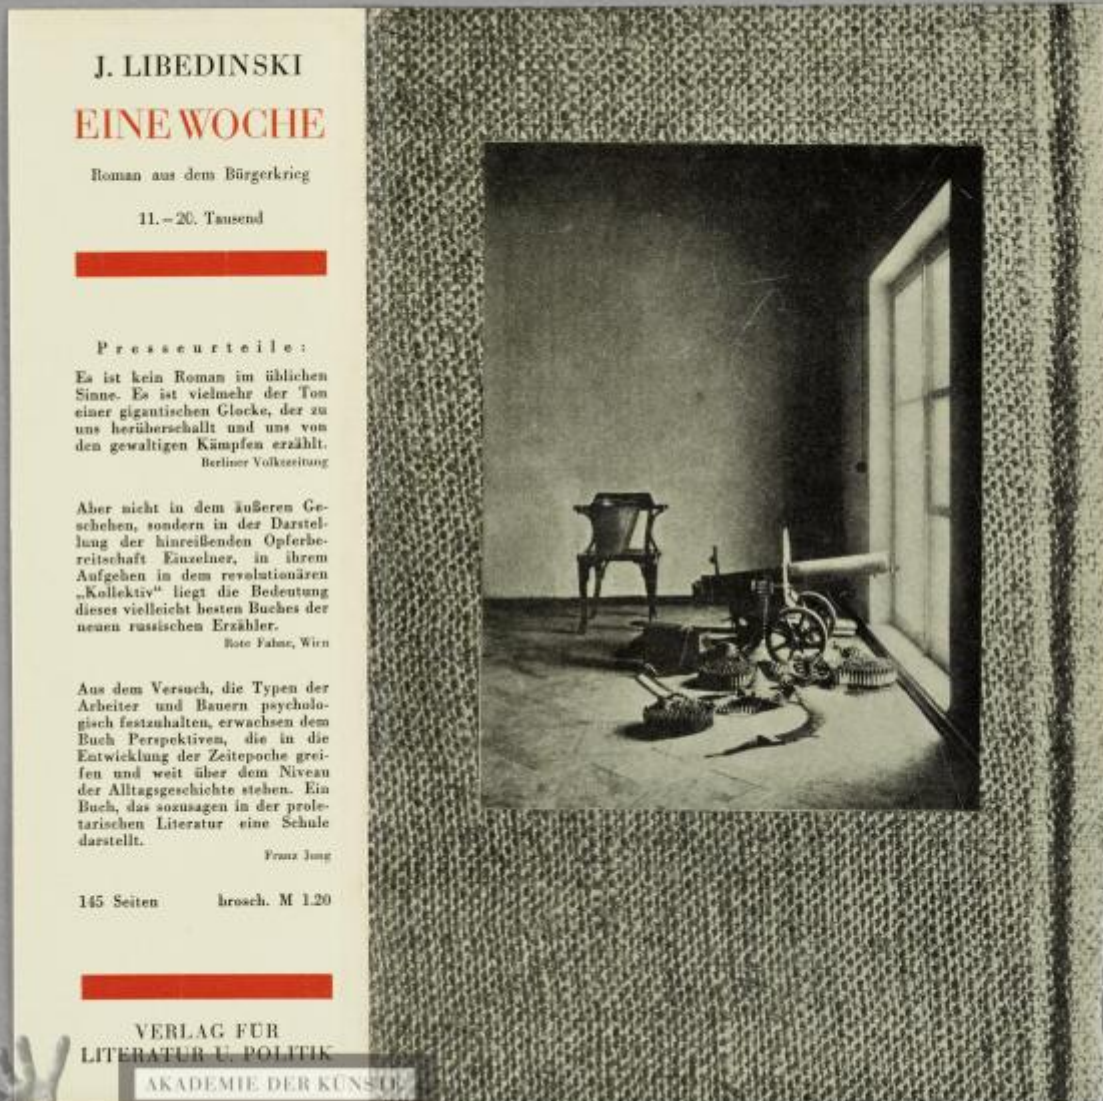 J. LIBEDINSKI
EINE WOCHE
Roman aus dem Bürgerkrieg
11.–20. Tausend
Presseurteile:
Es ist kein Roman im üblichen
Sinne. Es ist vielmehr der Ton
einer gigantischen Glocke, der zu
uns herüberschallt und uns von
den gewaltigen Kämpfen erzählt.
Berliner Volkszeitung
Aber nicht in dem äußeren Ge-
schehen, sondern in der Darstel-
lung der hinreißenden Opferbe-
reitschaft Einzelner, in ihrem
Aufgehen in dem revolutionären
„Kollektiv“ liegt die Bedeutung
dieses vielleicht besten Buches der
neuen russischen Erzähler.
Rote Fahne, Wien
Aus dem Versuch, die Typen der
Arbeiter und Bauern psycholo-
gisch festzuhalten, erwachsen dem
Buch Perspektiven, die in die
Entwicklung der Zeitepoche grei-
fen und weit über dem Niveau
der Alltagsgeschichte stehen. Ein
Buch, das sozusagen in der prole-
tarischen Literatur eine Schule
darstellt.
Franz Jung
145 Seiten brosch. M 1.20
VERLAG FÜR
LITERATUR U. POLITIK
AKADEMIE DER KÜNSTE